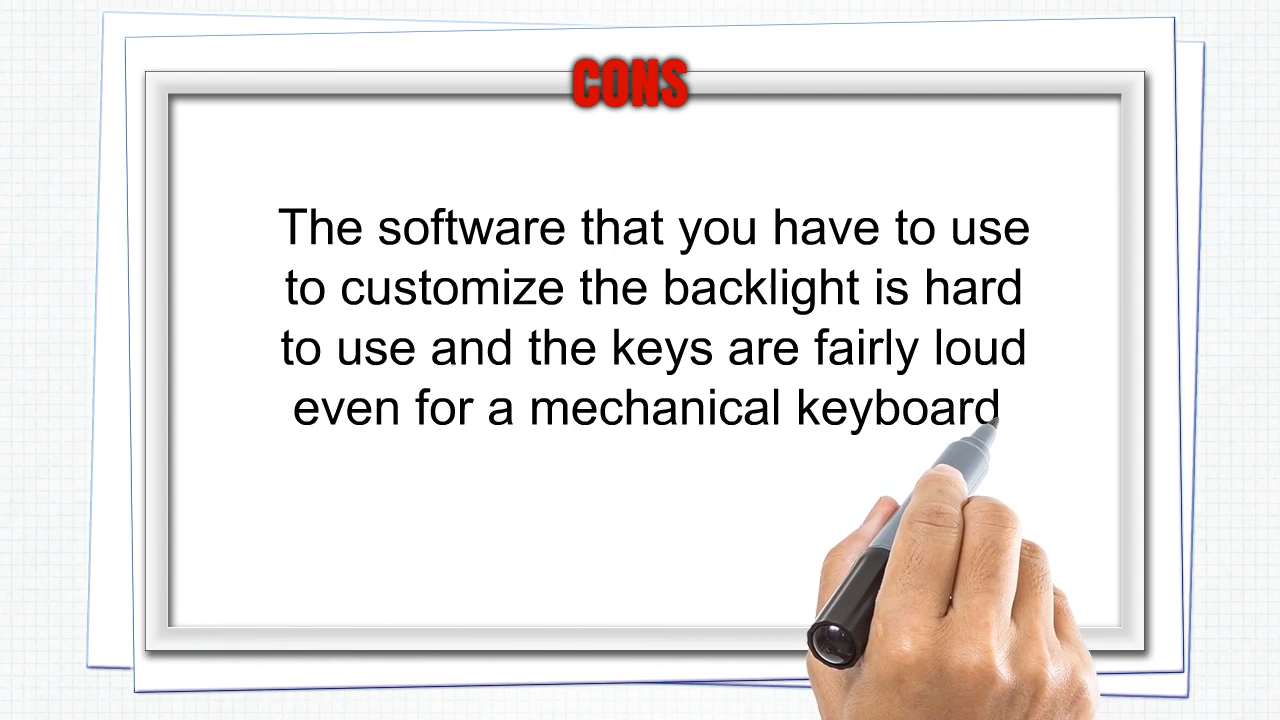 CONS
The software that you have to use
to customize the backlight is hard
to use and the keys are fairly loud
even for a mechanical keyboard